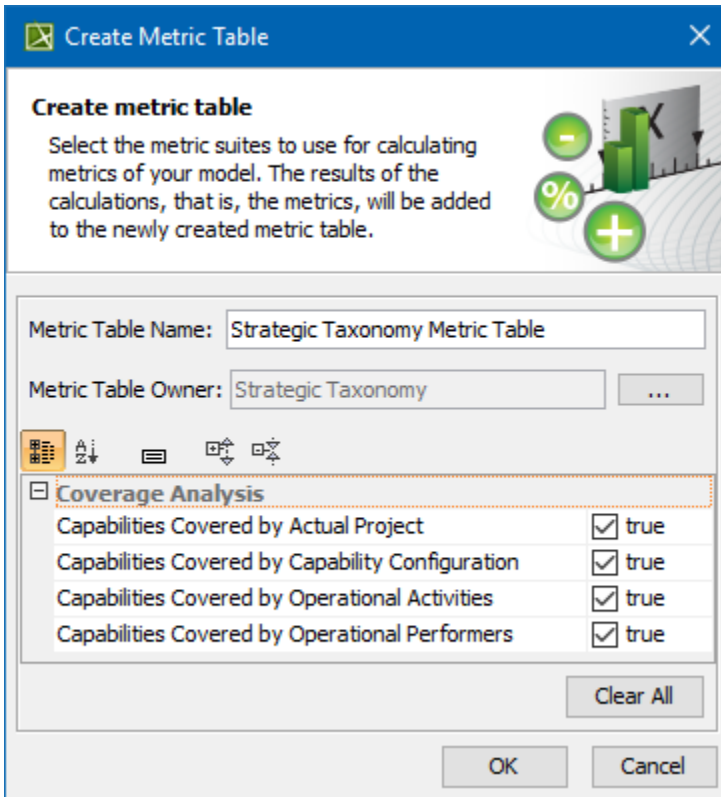 Create Metric Table
Create metric table
Select the metric suites to use for calculating
metrics of your model. The results of the
calculations, that is, the metrics, will be added
to the newly created metric table.
X
-
%
+
Metric Table Name: Strategic Taxonomy Metric Table
Metric Table Owner: Strategic Taxonomy ...
A
Z
Coverage Analysis
Capabilities Covered by Actual Project true
Capabilities Covered by Capability Configuration true
Capabilities Covered by Operational Activities true
Capabilities Covered by Operational Performers true
Clear All
OK Cancel